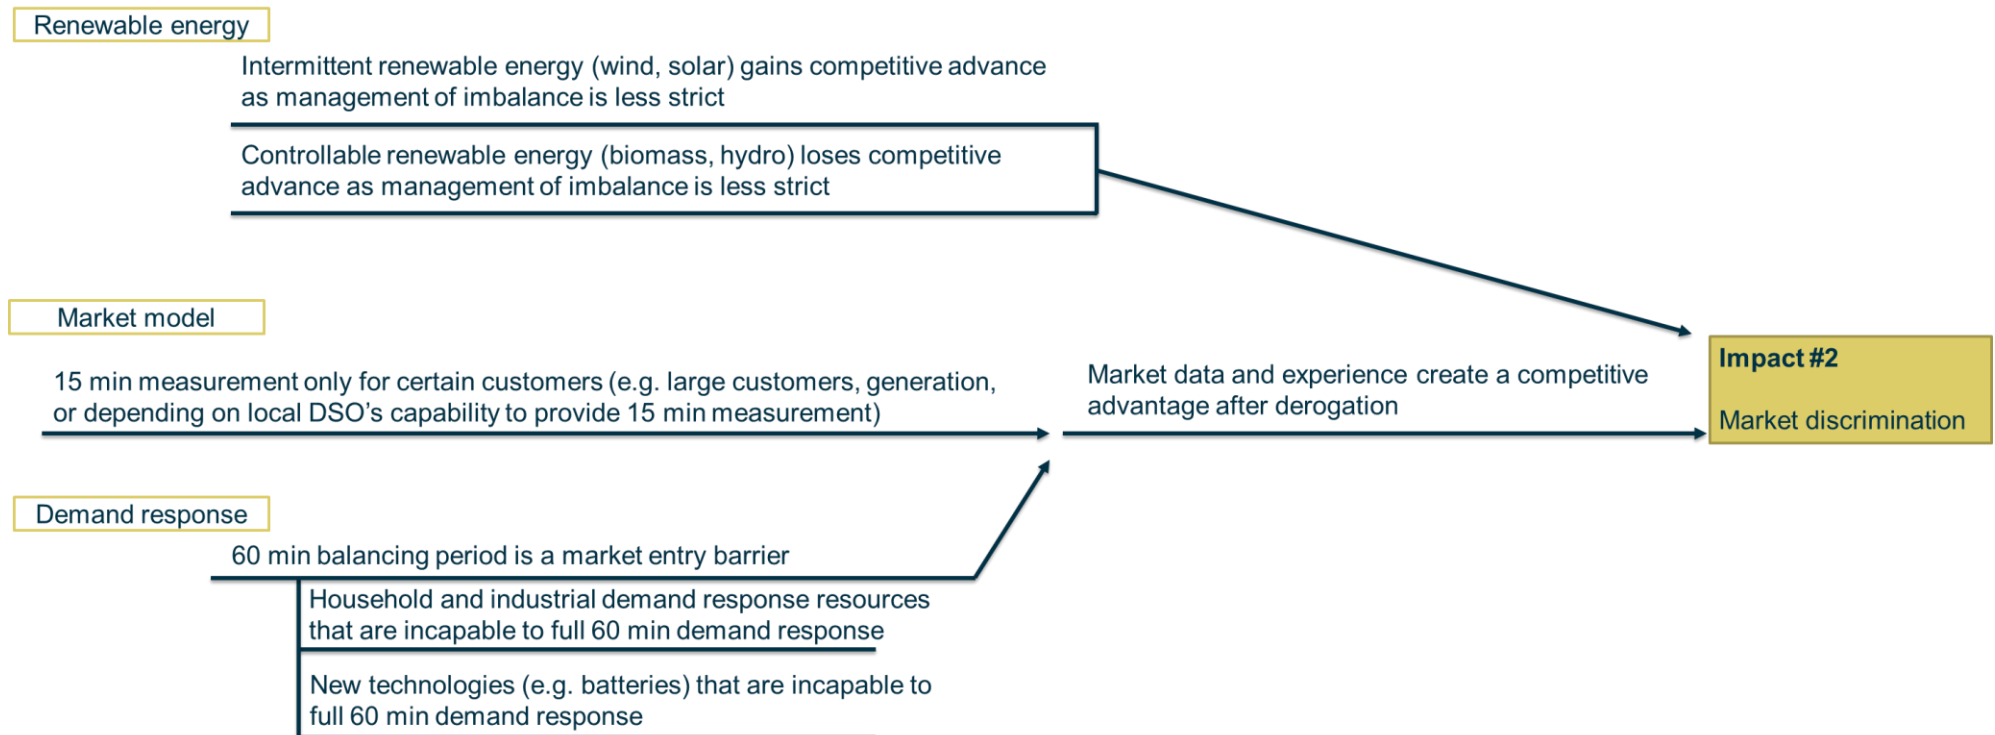 Renewable energy
Intermittent renewable energy (wind, solar) gains competitive advance
as management of imbalance is less strict
Controllable renewable energy (biomass, hydro) loses competitive
advance as management of imbalance is less strict
Market model
15 min measurement only for certain customers (e.g. large customers, generation,
or depending on local DSO's capability to provide 15 min measurement)
Market data and experience create a competitive
advantage after derogation
Impact #2
Market discrimination
Demand response
60 min balancing period is a market entry barrier
Household and industrial demand response resources
that are incapable to full 60 min demand response
New technologies (e.g. batteries) that are incapable to
full 60 min demand response